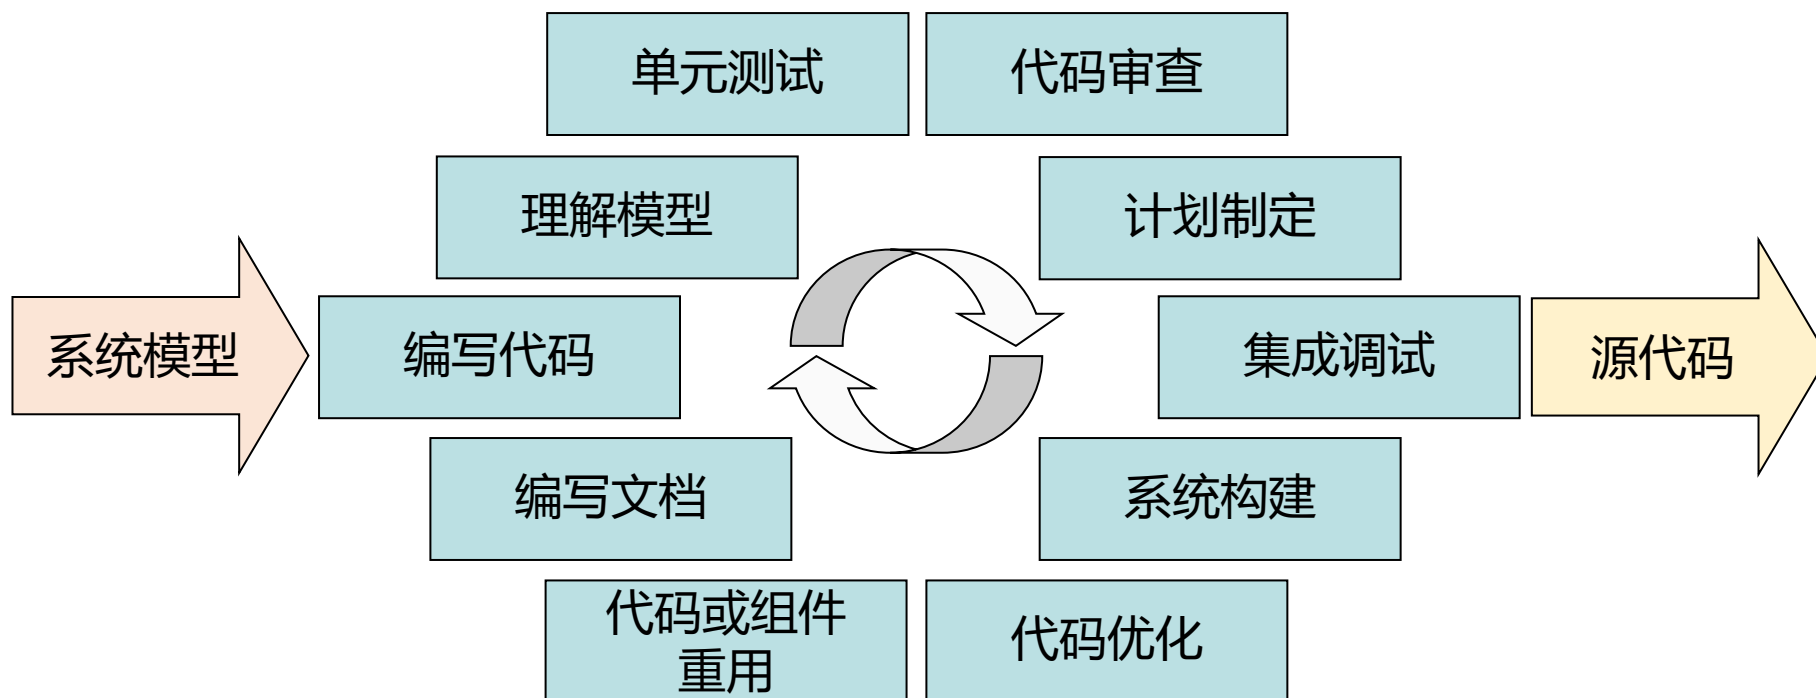 单元测试
代码审查
理解模型
计划制定
系统模型
编写代码
集成调试
源代码
编写文档
系统构建
代码或组件
重用
代码优化